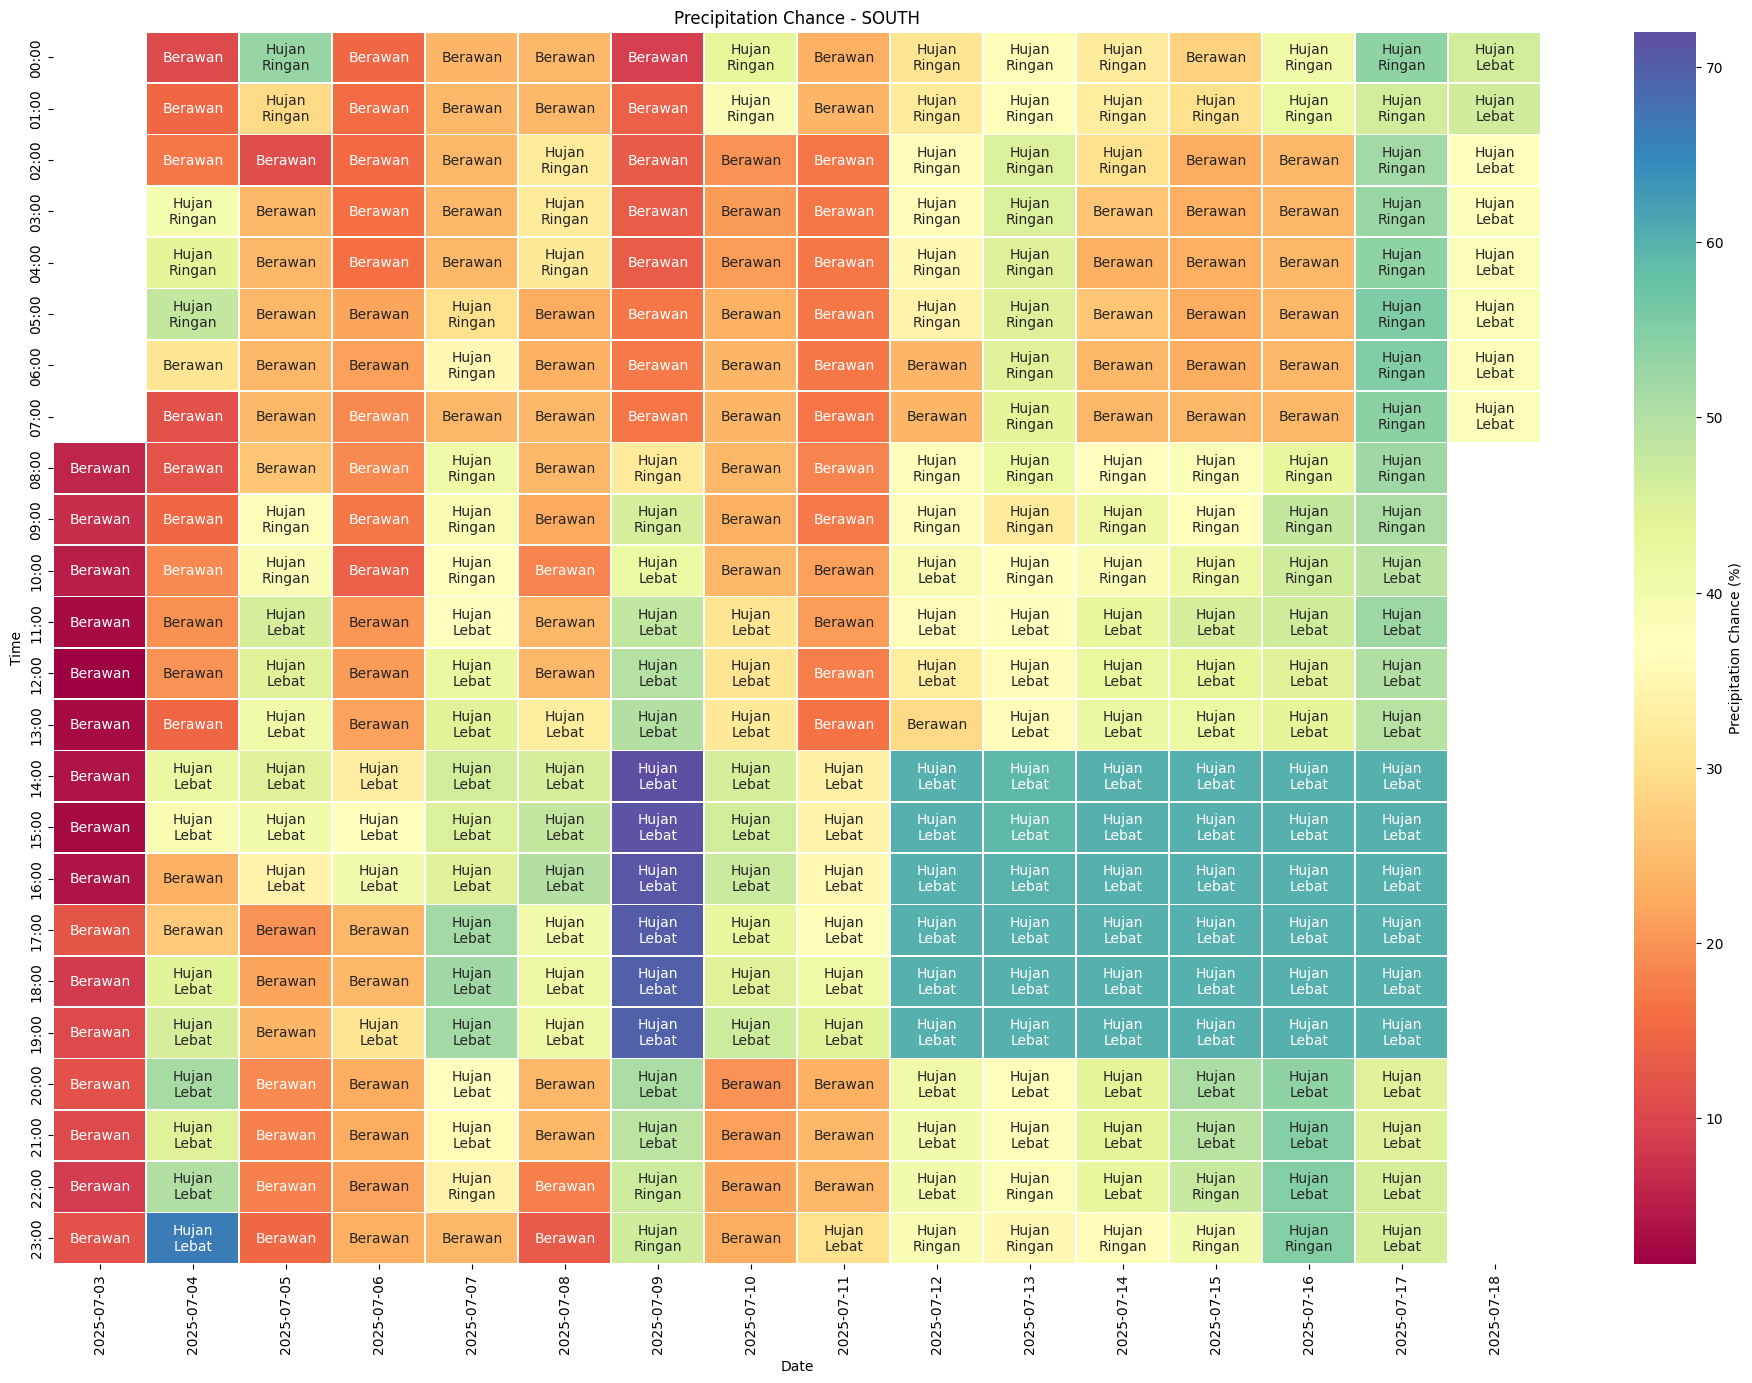 Precipitation Chance - SOUTH
00:00 Berawan Hujan Ringan Berawan Berawan Berawan Berawan Hujan Ringan Berawan Hujan Ringan Hujan Ringan Hujan Ringan Berawan Hujan Ringan Hujan Ringan Hujan Lebat
01:00 Berawan Hujan Ringan Berawan Berawan Berawan Berawan Hujan Ringan Berawan Hujan Ringan Hujan Ringan Hujan Ringan Hujan Ringan Hujan Ringan Hujan Ringan Hujan Lebat
02:00 Berawan Berawan Berawan Berawan Hujan Ringan Berawan Berawan Berawan Hujan Ringan Hujan Ringan Hujan Ringan Berawan Berawan Hujan Ringan Hujan Lebat
03:00 Hujan Ringan Berawan Berawan Berawan Hujan Ringan Berawan Berawan Berawan Hujan Ringan Hujan Ringan Berawan Berawan Berawan Hujan Ringan Hujan Lebat
04:00 Hujan Ringan Berawan Berawan Berawan Hujan Ringan Berawan Berawan Berawan Hujan Ringan Hujan Ringan Berawan Berawan Berawan Hujan Ringan Hujan Lebat
05:00 Hujan Ringan Berawan Berawan Hujan Ringan Berawan Berawan Berawan Berawan Hujan Ringan Hujan Ringan Berawan Berawan Berawan Hujan Ringan Hujan Lebat
06:00 Berawan Berawan Berawan Hujan Ringan Berawan Berawan Berawan Berawan Berawan Hujan Ringan Berawan Berawan Berawan Hujan Ringan Hujan Lebat
07:00 Berawan Berawan Berawan Berawan Berawan Berawan Berawan Berawan Berawan Hujan Ringan Berawan Berawan Berawan Hujan Ringan Hujan Lebat
08:00 Berawan Berawan Berawan Berawan Hujan Ringan Berawan Hujan Ringan Berawan Berawan Hujan Ringan Hujan Ringan Hujan Ringan Hujan Ringan Hujan Ringan Hujan Ringan
09:00 Berawan Berawan Hujan Ringan Berawan Hujan Ringan Berawan Hujan Ringan Berawan Berawan Hujan Ringan Hujan Ringan Hujan Ringan Hujan Ringan Hujan Ringan Hujan Ringan
10:00 Berawan Berawan Hujan Ringan Berawan Hujan Ringan Berawan Hujan Lebat Berawan Berawan Hujan Lebat Hujan Ringan Hujan Ringan Hujan Ringan Hujan Ringan Hujan Lebat
11:00 Berawan Berawan Hujan Lebat Berawan Hujan Lebat Berawan Hujan Lebat Hujan Lebat Berawan Hujan Lebat Hujan Lebat Hujan Lebat Hujan Lebat Hujan Lebat Hujan Lebat
12:00 Berawan Berawan Hujan Lebat Berawan Hujan Lebat Berawan Hujan Lebat Hujan Lebat Berawan Hujan Lebat Hujan Lebat Hujan Lebat Hujan Lebat Hujan Lebat Hujan Lebat
13:00 Berawan Berawan Hujan Lebat Berawan Hujan Lebat Hujan Lebat Hujan Lebat Hujan Lebat Berawan Berawan Hujan Lebat Hujan Lebat Hujan Lebat Hujan Lebat Hujan Lebat
14:00 Berawan Hujan Lebat Hujan Lebat Hujan Lebat Hujan Lebat Hujan Lebat Hujan Lebat Hujan Lebat Hujan Lebat Hujan Lebat Hujan Lebat Hujan Lebat Hujan Lebat Hujan Lebat Hujan Lebat
15:00 Berawan Hujan Lebat Hujan Lebat Hujan Lebat Hujan Lebat Hujan Lebat Hujan Lebat Hujan Lebat Hujan Lebat Hujan Lebat Hujan Lebat Hujan Lebat Hujan Lebat Hujan Lebat Hujan Lebat
16:00 Berawan Berawan Hujan Lebat Hujan Lebat Hujan Lebat Hujan Lebat Hujan Lebat Hujan Lebat Hujan Lebat Hujan Lebat Hujan Lebat Hujan Lebat Hujan Lebat Hujan Lebat Hujan Lebat
17:00 Berawan Berawan Berawan Berawan Hujan Lebat Hujan Lebat Hujan Lebat Hujan Lebat Hujan Lebat Hujan Lebat Hujan Lebat Hujan Lebat Hujan Lebat Hujan Lebat Hujan Lebat
18:00 Berawan Hujan Lebat Berawan Berawan Hujan Lebat Hujan Lebat Hujan Lebat Hujan Lebat Hujan Lebat Hujan Lebat Hujan Lebat Hujan Lebat Hujan Lebat Hujan Lebat Hujan Lebat
19:00 Berawan Hujan Lebat Berawan Hujan Lebat Hujan Lebat Hujan Lebat Hujan Lebat Hujan Lebat Hujan Lebat Hujan Lebat Hujan Lebat Hujan Lebat Hujan Lebat Hujan Lebat Hujan Lebat
20:00 Berawan Hujan Lebat Berawan Berawan Hujan Lebat Berawan Hujan Lebat Berawan Berawan Hujan Lebat Hujan Lebat Hujan Lebat Hujan Lebat Hujan Lebat Hujan Lebat
21:00 Berawan Hujan Lebat Berawan Berawan Hujan Lebat Berawan Hujan Lebat Berawan Berawan Hujan Lebat Hujan Lebat Hujan Lebat Hujan Lebat Hujan Lebat Hujan Lebat
22:00 Berawan Hujan Lebat Berawan Berawan Hujan Ringan Berawan Hujan Ringan Berawan Berawan Hujan Lebat Hujan Ringan Hujan Lebat Hujan Ringan Hujan Lebat Hujan Lebat
23:00 Berawan Hujan Lebat Berawan Berawan Berawan Berawan Hujan Ringan Berawan Hujan Lebat Hujan Ringan Hujan Ringan Hujan Ringan Hujan Ringan Hujan Ringan Hujan Lebat
Time
2025-07-03 2025-07-04 2025-07-05 2025-07-06 2025-07-07 2025-07-08 2025-07-09 2025-07-10 2025-07-11 2025-07-12 2025-07-13 2025-07-14 2025-07-15 2025-07-16 2025-07-17 2025-07-18
Date
70
60
50
40
30
20
10
Precipitation Chance (%)